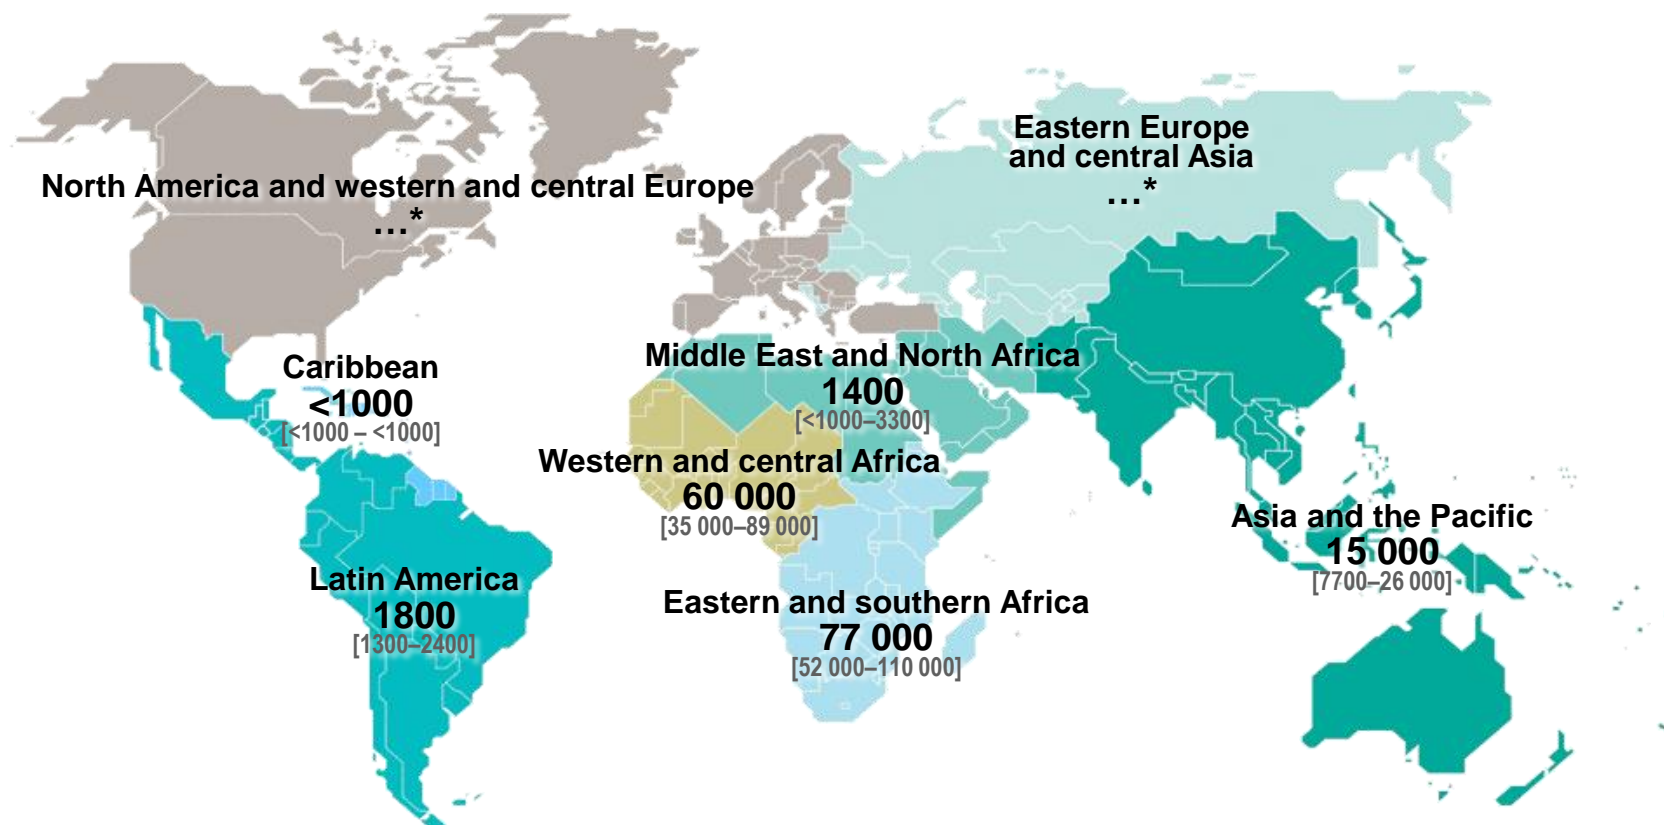 Eastern Europe
and central Asia
...*
North America and western and central Europe
...*
Middle East and North Africa
1400
[<1000–3300]
Caribbean
<1000
[<1000 – <1000]
Western and central Africa
60 000
[35 000–89 000]
Asia and the Pacific
15 000
[7700–26 000]
Latin America
1800
[1300–2400]
Eastern and southern Africa
77 000
[52 000–110 000]